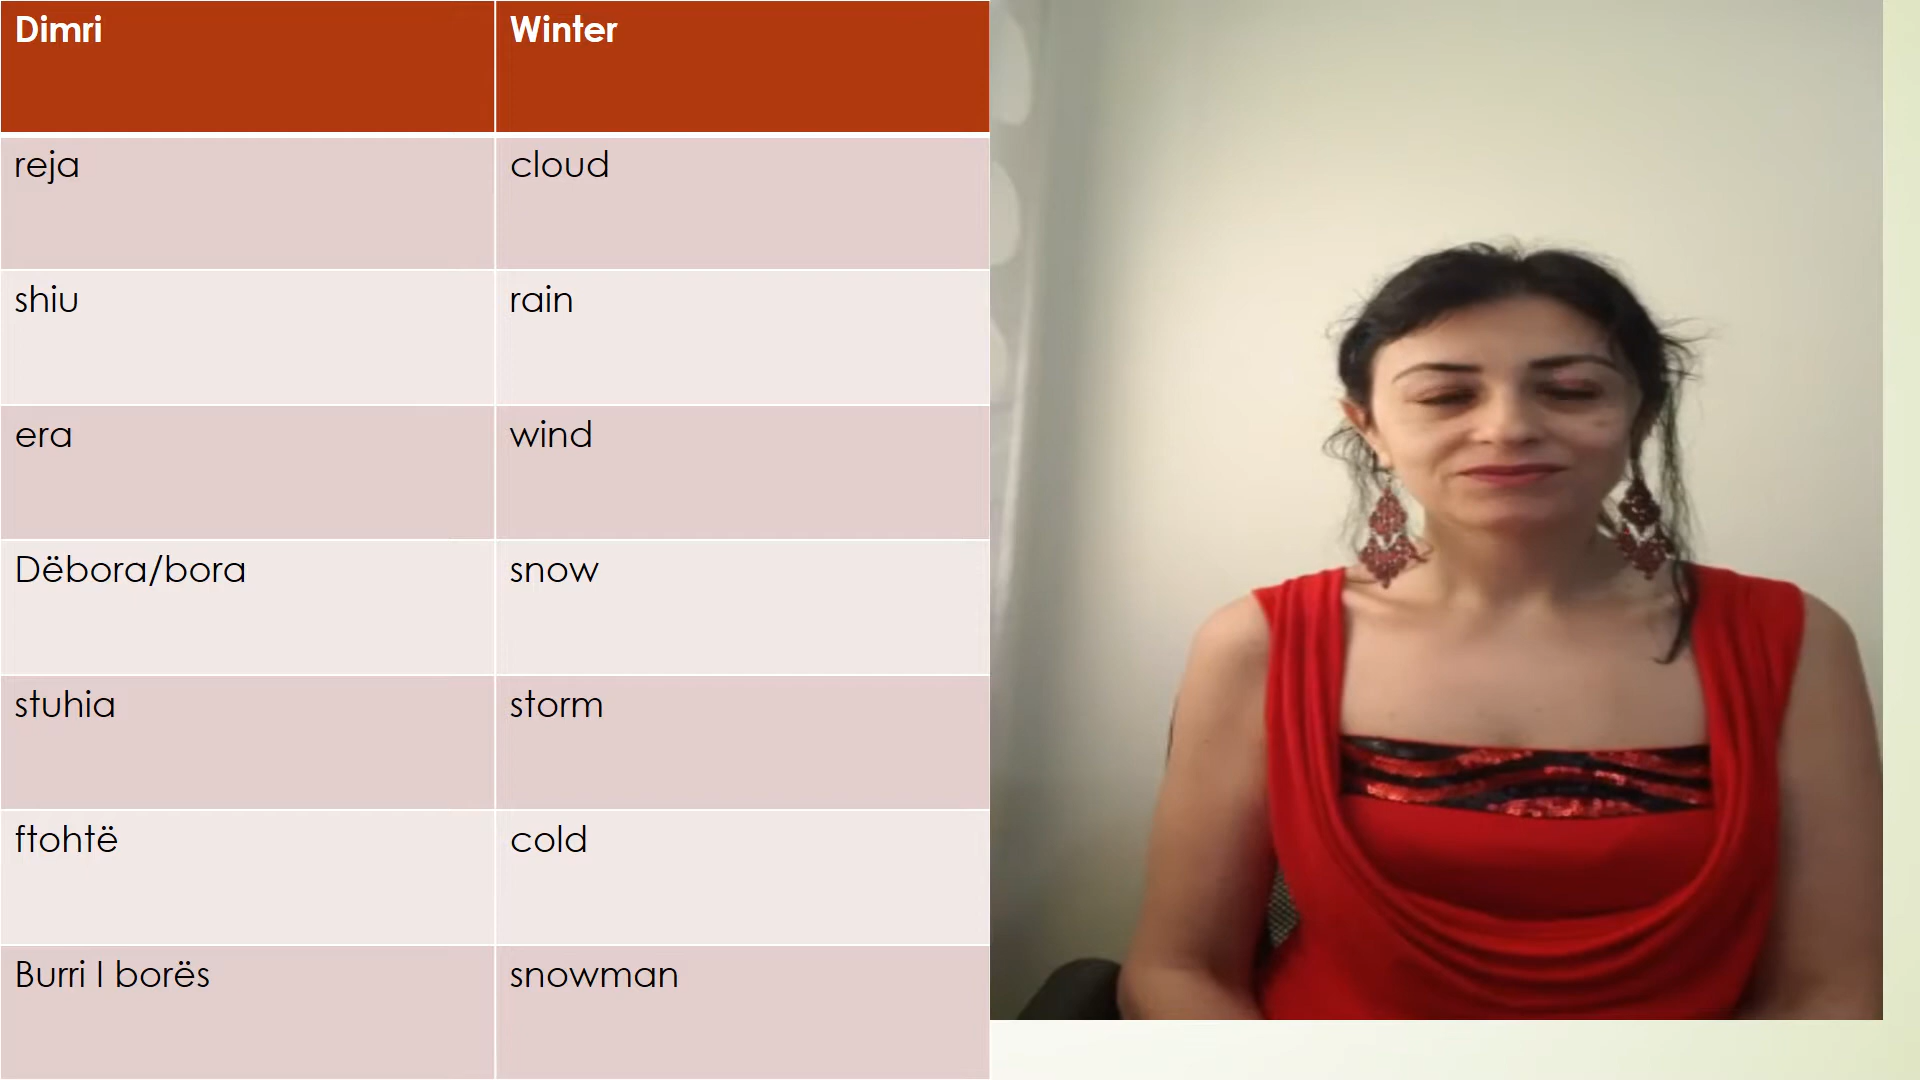 Dimri Winter
reja cloud
shiu rain
era wind
Dëbora/bora snow
stuhia storm
ftohtë cold
Burri I borës snowman